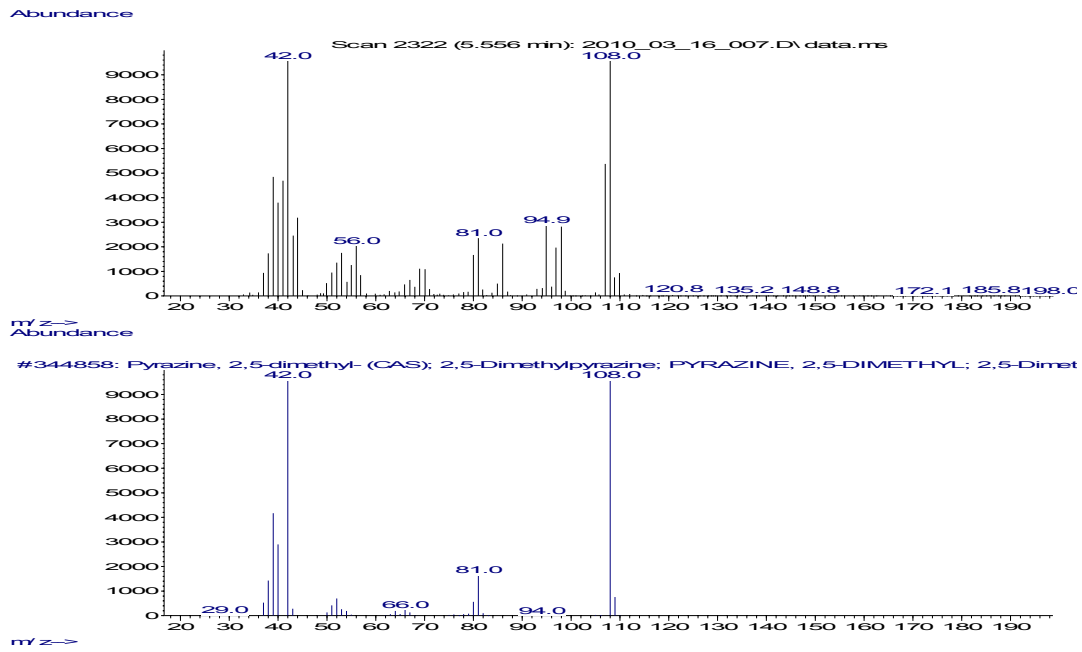 Abundance
Scan 2322 (5.556 min): 2010_03_16_007.D\ data.ms
42.0 108.0
9000
8000
7000
6000
5000
4000
3000
94.9
81.0
56.0
2000
1000
120.8 135.2 148.8 172.1 185.8 198.0
0
20 30 40 50 60 70 80 90 100 110 120 130 140 150 160 170 180 190
m/ z-->
Abundance
#344858: Pyrazine, 2,5-dimethyl- (CAS); 2,5-Dimethylpyrazine; PYRAZINE, 2,5-DIMETHYL; 2,5-Dimet
42.0 108.0
9000
8000
7000
6000
5000
4000
3000
2000
81.0
1000
29.0 66.0 94.0
0
20 30 40 50 60 70 80 90 100 110 120 130 140 150 160 170 180 190
m/ z-->